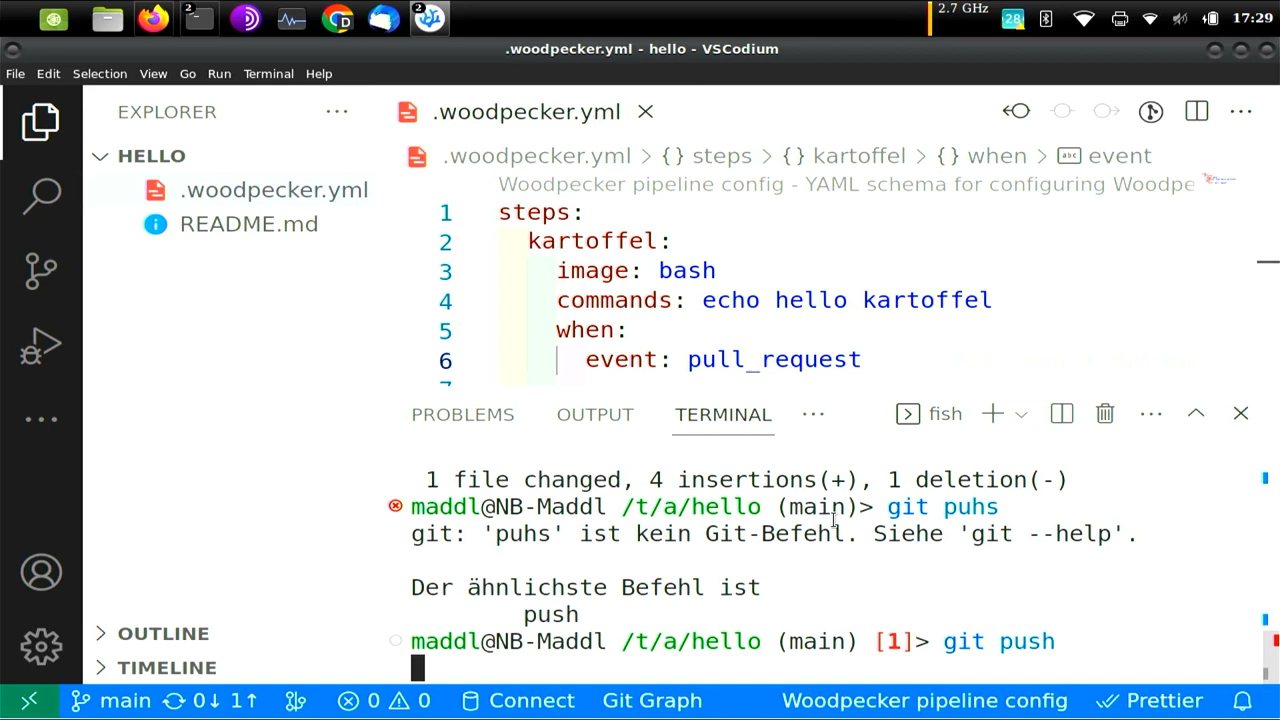 2
2
2.7 GHz
28
17:29
.woodpecker.yml - hello - VSCodium
File Edit Selection View Go Run Terminal Help
EXPLORER
HELLO
.woodpecker.yml
README.md
OUTLINE
TIMELINE
.woodpecker.yml
.woodpecker.yml > {} steps > {} kartoffel > {} when > abc event
Woodpecker pipeline config - YAML schema for configuring Woodpe
1 steps:
2 kartoffel:
3 image: bash
4 commands: echo hello kartoffel
5 when:
6 event: pull_request
PROBLEMS OUTPUT TERMINAL ... fish
1 file changed, 4 insertions(+), 1 deletion(-)
maddl@NB-Maddl /t/a/hello (main)> git puhs
git: 'puhs' ist kein Git-Befehl. Siehe 'git --help'.
Der ähnlichste Befehl ist
push
maddl@NB-Maddl /t/a/hello (main) [1]> git push
main 0↓ 1↑ 0 0 Connect Git Graph Woodpecker pipeline config Prettier